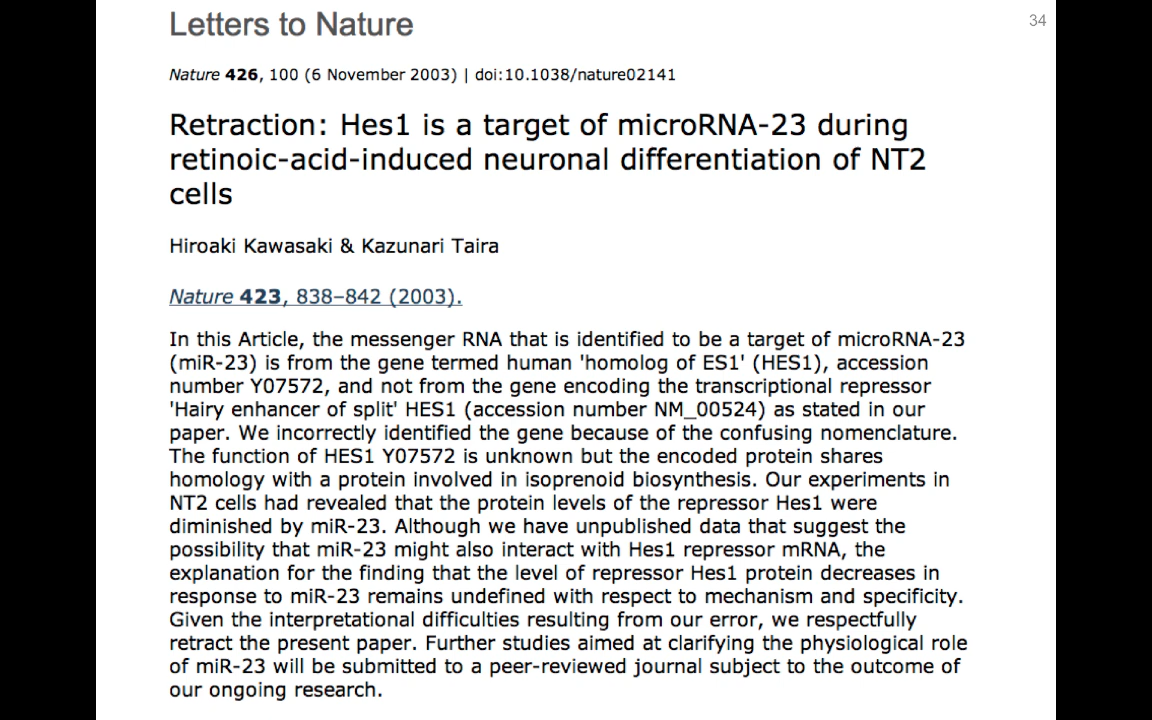 34
Letters to Nature
Nature 426, 100 (6 November 2003) | doi:10.1038/nature02141
Retraction: Hes1 is a target of microRNA-23 during
retinoic-acid-induced neuronal differentiation of NT2
cells
Hiroaki Kawasaki & Kazunari Taira
Nature 423, 838–842 (2003).
In this Article, the messenger RNA that is identified to be a target of microRNA-23
(miR-23) is from the gene termed human 'homolog of ES1' (HES1), accession
number Y07572, and not from the gene encoding the transcriptional repressor
'Hairy enhancer of split' HES1 (accession number NM_00524) as stated in our
paper. We incorrectly identified the gene because of the confusing nomenclature.
The function of HES1 Y07572 is unknown but the encoded protein shares
homology with a protein involved in isoprenoid biosynthesis. Our experiments in
NT2 cells had revealed that the protein levels of the repressor Hes1 were
diminished by miR-23. Although we have unpublished data that suggest the
possibility that miR-23 might also interact with Hes1 repressor mRNA, the
explanation for the finding that the level of repressor Hes1 protein decreases in
response to miR-23 remains undefined with respect to mechanism and specificity.
Given the interpretational difficulties resulting from our error, we respectfully
retract the present paper. Further studies aimed at clarifying the physiological role
of miR-23 will be submitted to a peer-reviewed journal subject to the outcome of
our ongoing research.